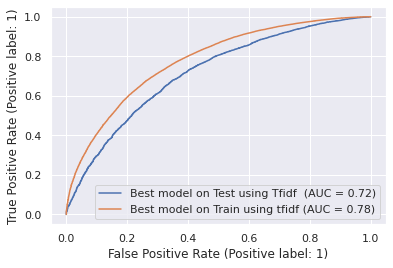 1.0
0.8
0.6
0.4
0.2
0.0
True Positive Rate (Positive label: 1)
Best model on Test using Tfidf (AUC = 0.72)
Best model on Train using tfidf (AUC = 0.78)
0.0 0.2 0.4 0.6 0.8 1.0
False Positive Rate (Positive label: 1)